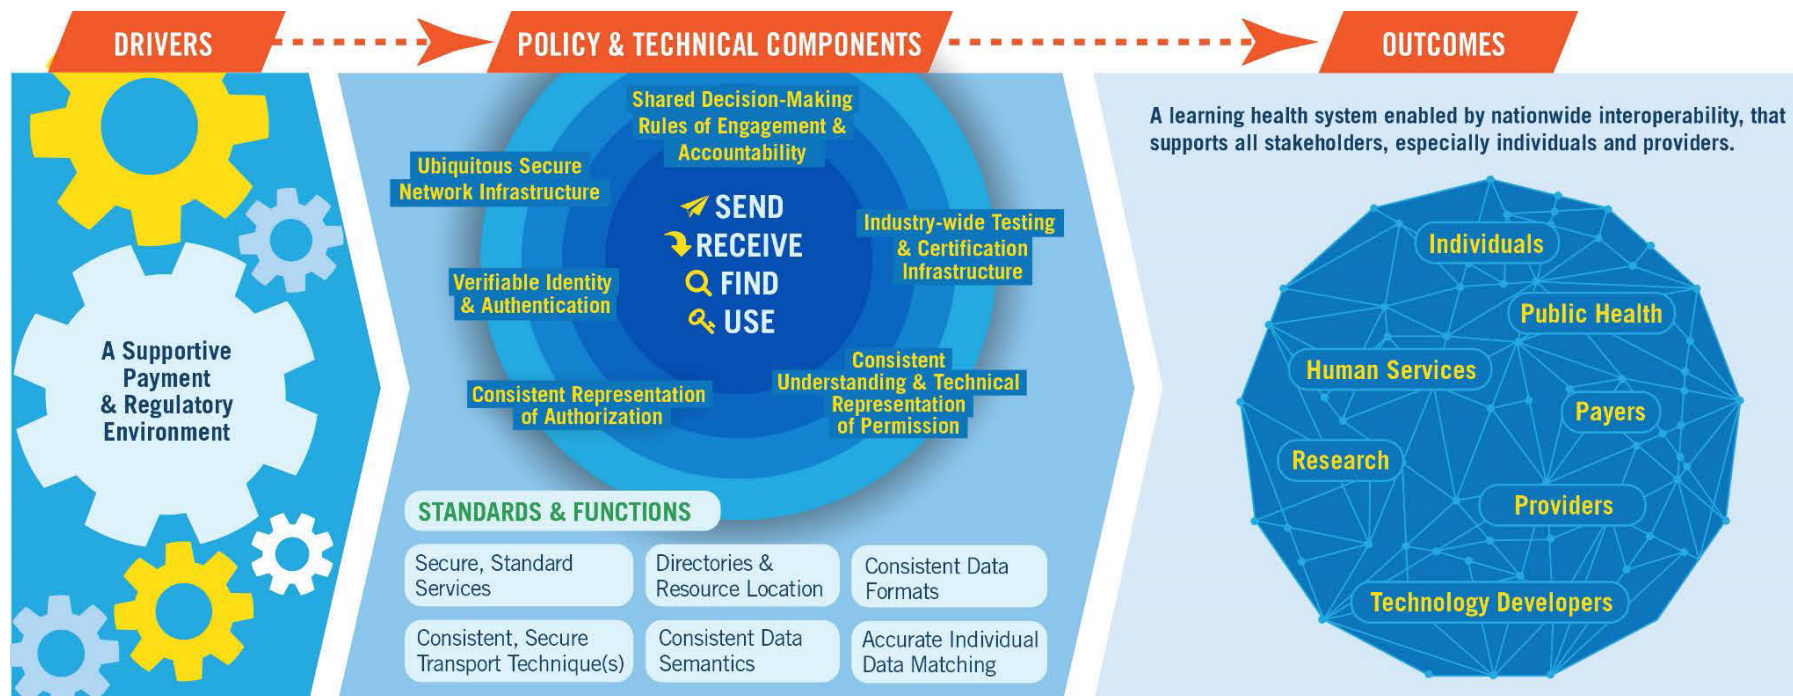 DRIVERS
POLICY & TECHNICAL COMPONENTS
OUTCOMES
A Supportive
Payment
& Regulatory
Environment
Shared Decision-Making
Rules of Engagement &
Accountability
Ubiquitous Secure
Network Infrastructure
Verifiable Identity
& Authentication
Consistent Representation
of Authorization
SEND
RECEIVE
FIND
USE
Industry-wide Testing
& Certification
Infrastructure
Consistent
Understanding & Technical
Representation
of Permission
STANDARDS & FUNCTIONS
Secure, Standard
Services
Directories &
Resource Location
Consistent Data
Formats
Consistent, Secure
Transport Technique(s)
Consistent Data
Semantics
Accurate Individual
Data Matching
A learning health system enabled by nationwide interoperability, that
supports all stakeholders, especially individuals and providers.
Individuals
Public Health
Human Services
Payers
Research
Providers
Technology Developers